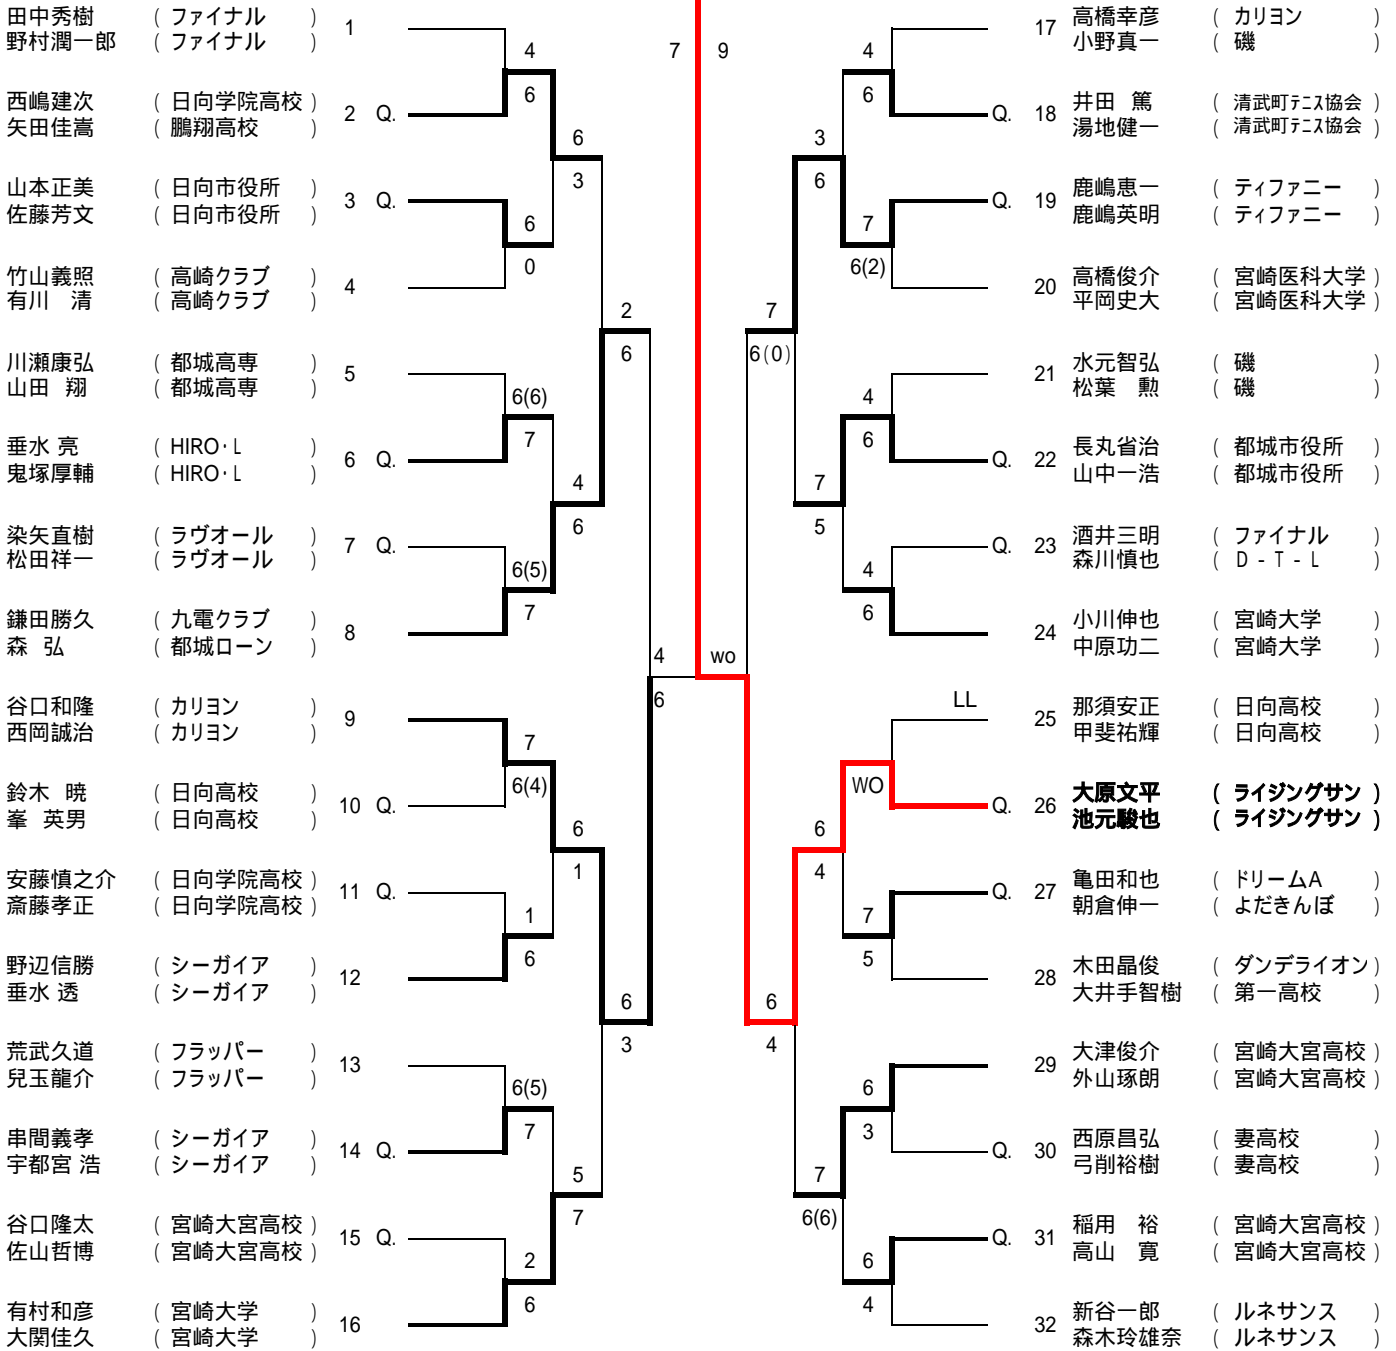 田中秀樹 ( ファイナル )
野村潤一郎 ( ファイナル )
1
西嶋建次 ( 日向学院高校 )
矢田佳嵩 ( 鵬翔高校 )
2 Q.
山本正美 ( 日向市役所 )
佐藤芳文 ( 日向市役所 )
3 Q.
竹山義照 ( 高崎クラブ )
有川 清 ( 高崎クラブ )
4
川瀬康弘 ( 都城高専 )
山田 翔 ( 都城高専 )
5
垂水 亮 ( HIRO・L )
鬼塚厚輔 ( HIRO・L )
6 Q.
染矢直樹 ( ラヴオール )
松田祥一 ( ラヴオール )
7 Q.
鎌田勝久 ( 九電クラブ )
森 弘 ( 都城ローン )
8
谷口和隆 ( カリヨン )
西岡誠治 ( カリヨン )
9
鈴木 暁 ( 日向高校 )
峯 英男 ( 日向高校 )
10 Q.
安藤慎之介 ( 日向学院高校 )
斎藤孝正 ( 日向学院高校 )
11 Q.
野辺信勝 ( シーガイア )
垂水 透 ( シーガイア )
12
荒武久道 ( フラッパー )
兒玉龍介 ( フラッパー )
13
串間義孝 ( シーガイア )
宇都宮 浩 ( シーガイア )
14 Q.
谷口隆太 ( 宮崎大宮高校 )
佐山哲博 ( 宮崎大宮高校 )
15 Q.
有村和彦 ( 宮崎大学 )
大関佳久 ( 宮崎大学 )
16
4
6
6
0
6(6)
7
6(5)
7
7
6(4)
1
6
6(5)
7
2
6
6
3
4
6
6
1
5
7
2
6
6
3
4
6
7 9
wo
7
6(0)
6
4
3
6
7
5
6
4
7
6(6)
4
6
7
6(2)
4
6
4
6
LL
WO
7
5
6
3
6
4
17 高橋幸彦 ( カリヨン )
小野真一 ( 磯 )
Q. 18 井田 篤 ( 清武町テニス協会 )
湯地健一 ( 清武町テニス協会 )
Q. 19 鹿嶋恵一 ( ティファニー )
鹿嶋英明 ( ティファニー )
20 高橋俊介 ( 宮崎医科大学 )
平岡史大 ( 宮崎医科大学 )
21 水元智弘 ( 磯 )
松葉 勲 ( 磯 )
Q. 22 長丸省治 ( 都城市役所 )
山中一浩 ( 都城市役所 )
Q. 23 酒井三明 ( ファイナル )
森川慎也 ( D - T - L )
24 小川伸也 ( 宮崎大学 )
中原功二 ( 宮崎大学 )
25 那須安正 ( 日向高校 )
甲斐祐輝 ( 日向高校 )
Q. 26 大原文平 ( ライジングサン )
池元駿也 ( ライジングサン )
Q. 27 亀田和也 ( ドリームA )
朝倉伸一 ( よだきんぼ )
28 木田晶俊 ( ダンデライオン )
大井手智樹 ( 第一高校 )
29 大津俊介 ( 宮崎大宮高校 )
外山琢朗 ( 宮崎大宮高校 )
Q. 30 西原昌弘 ( 妻高校 )
弓削裕樹 ( 妻高校 )
Q. 31 稲用 裕 ( 宮崎大宮高校 )
高山 寛 ( 宮崎大宮高校 )
32 新谷一郎 ( ルネサンス )
森木玲雄奈 ( ルネサンス )